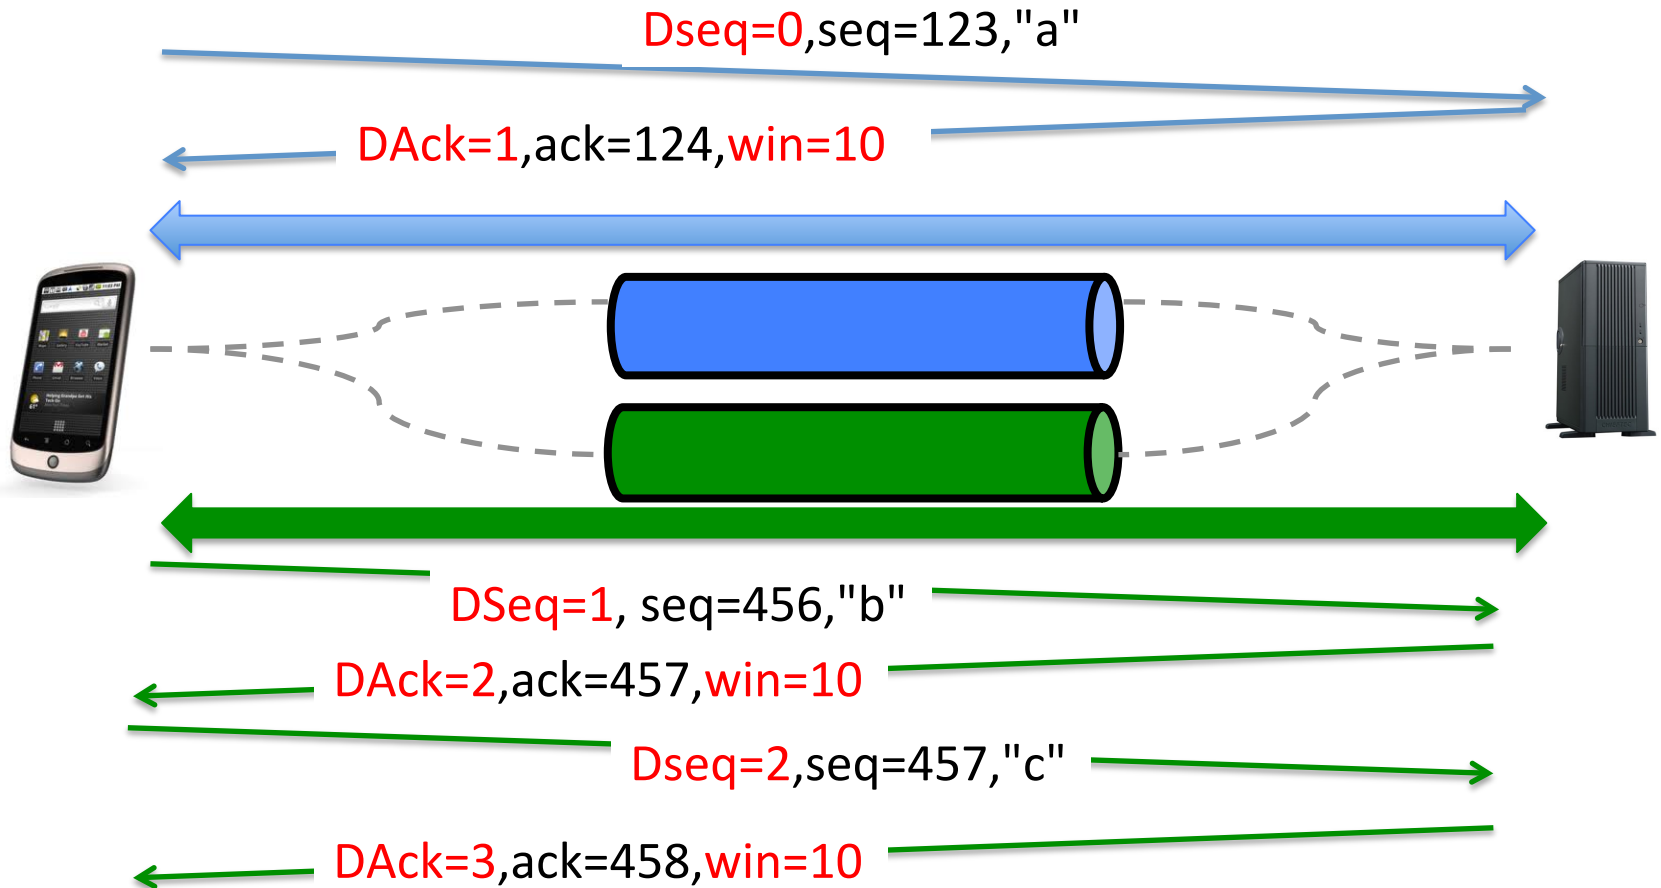 Dseq=0,seq=123,"a"
DAck=1,ack=124,win=10
DSeq=1, seq=456,"b"
DAck=2,ack=457,win=10
Dseq=2,seq=457,"c"
DAck=3,ack=458,win=10